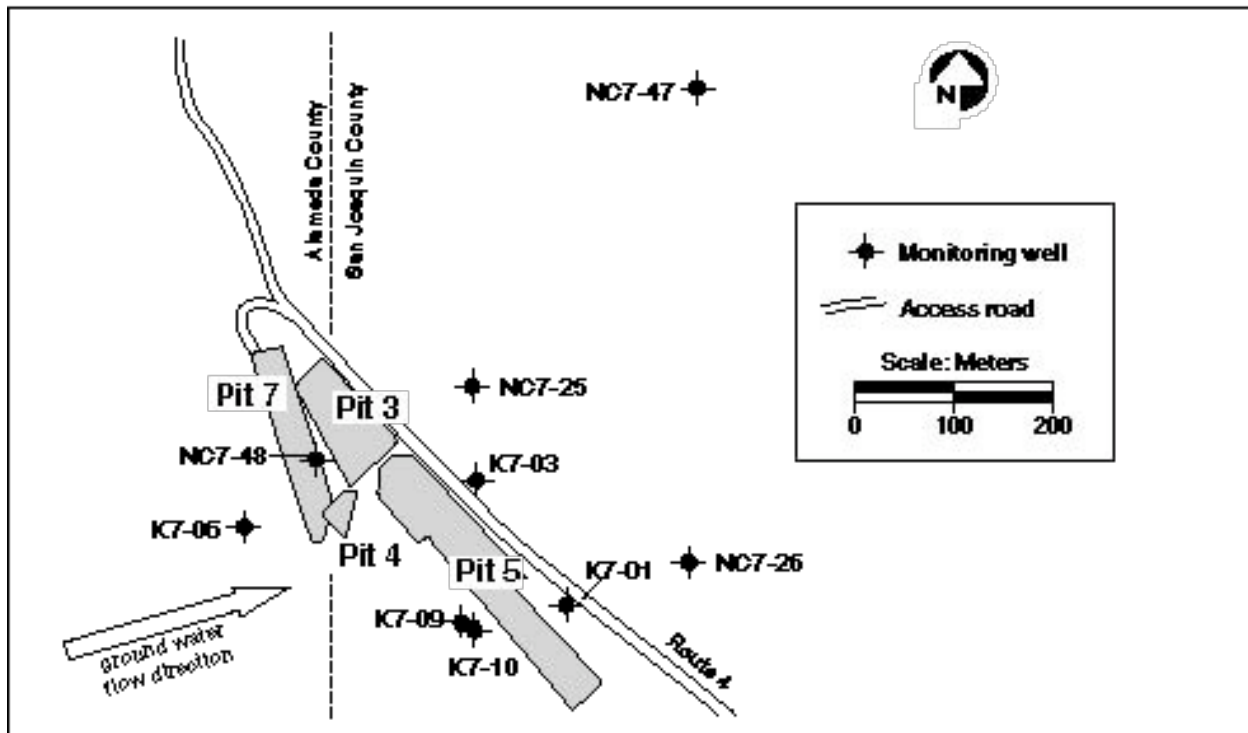 NC7-47
N
Alameda County
San Joaquin County
Monitoring well
Access road
Scale: Meters
0 100 200
Pit 7
Pit 3
NC7-25
NC7-48
K7-03
K7-06
Pit 4
Pit 5
K7-01
NC7-26
K7-09
K7-10
ground water
flow direction
Route 4